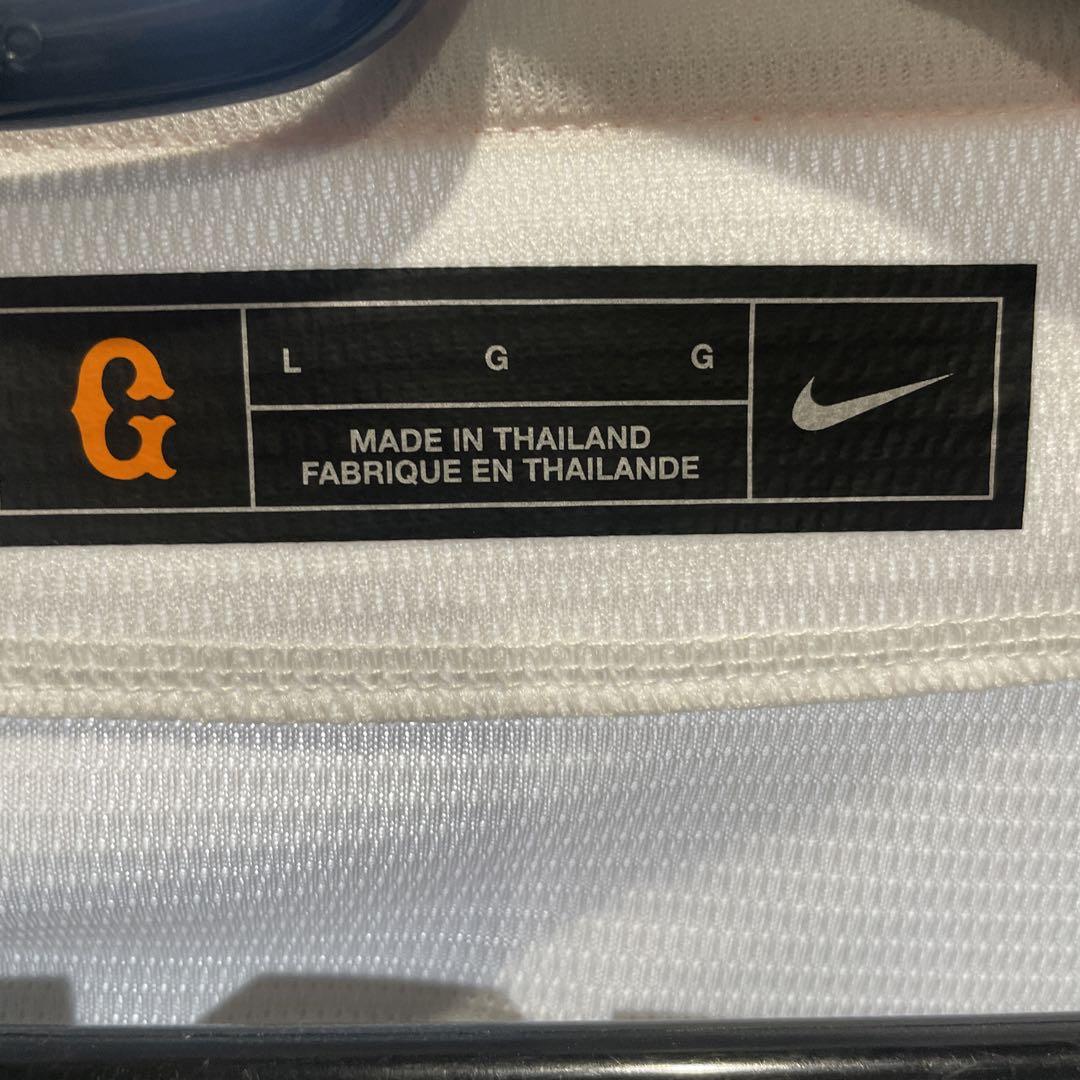 G
L G G
MADE IN THAILAND
FABRIQUE EN THAILANDE